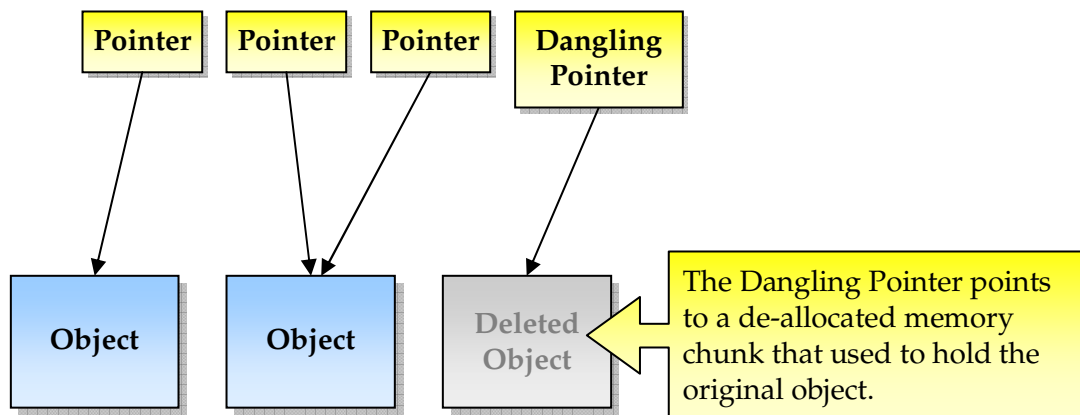 Pointer
Pointer
Pointer
Dangling
Pointer
Object
Object
Deleted
Object
The Dangling Pointer points
to a de-allocated memory
chunk that used to hold the
original object.